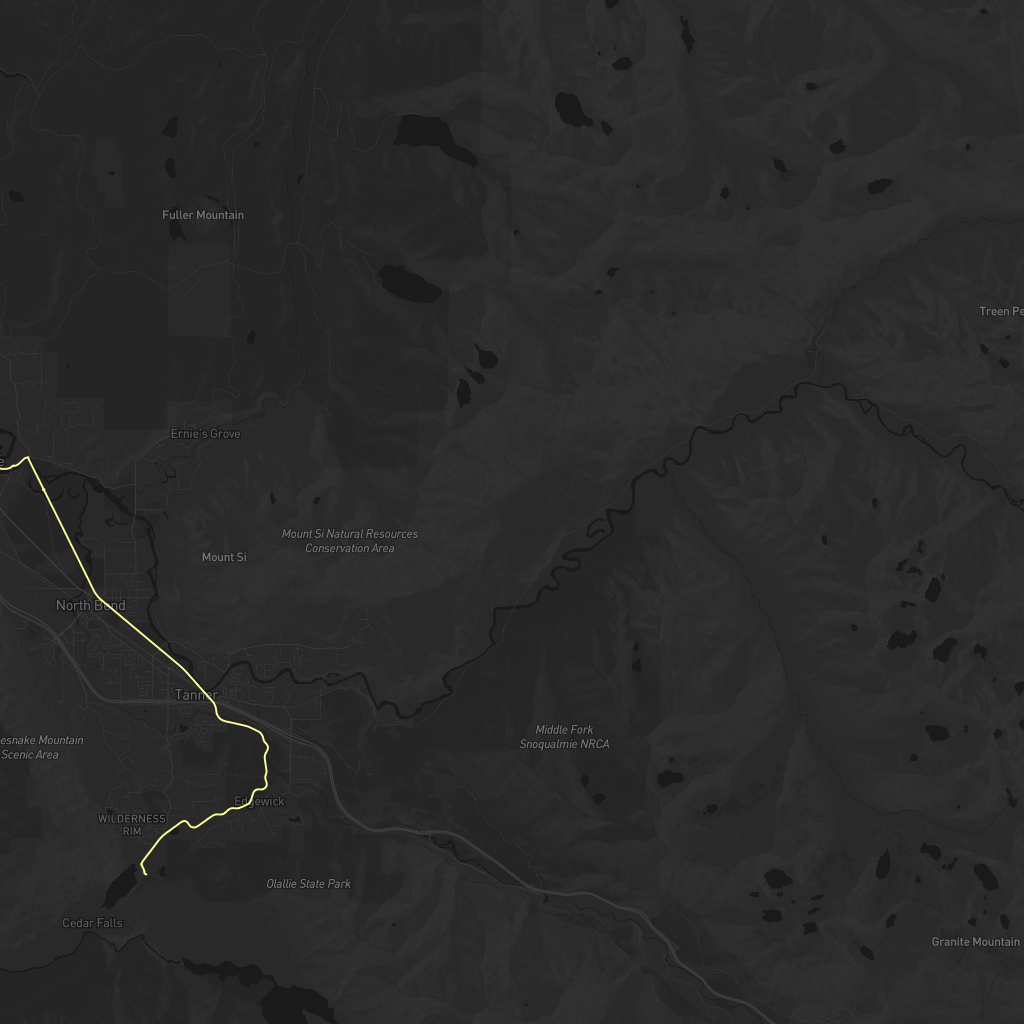 Fuller Mountain
Treen Pe
Ernie's Grove
e
Mount Si Natural Resources
Conservation Area
Mount Si
North Bend
Tanner
Middle Fork
Snoqualmie NRCA
esnake Mountain
Scenic Area
Edgewick
WILDERNESS
RIM
Olallie State Park
Cedar Falls
Granite Mountain